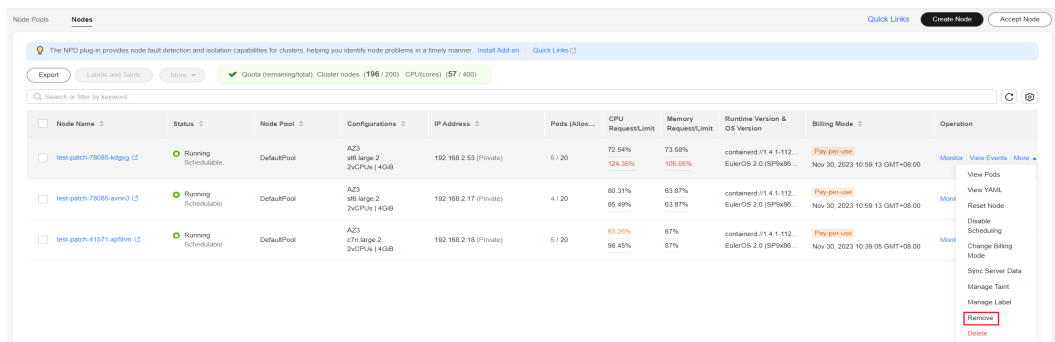 Node Pools Nodes Quick Links Create Node Accept Node
The NPD plug-in provides node fault detection and isolation capabilities for clusters, helping you identify node problems in a timely manner. Install Add-on Quick Links
Export Labels and Taints More Quota (remaining/total): Cluster nodes (196 / 200) CPU(cores) (57 / 400)
Search or filter by keyword.
Node Name Status Node Pool Configurations IP Address Pods (Alloc... CPU Request/Limit Memory Request/Limit Runtime Version & OS Version Billing Mode Operation
test-patch-78085-kdgvg Running Schedulable DefaultPool AZ3 st6.large.2 2vCPUs | 4GiB 192.168.2.53 (Private) 5 / 20 72.54% 124.35% 73.58% 105.05% containerd://1.4.1-112... EulerOS 2.0 (SP9x86... Pay-per-use Nov 30, 2023 10:59:13 GMT+08:00 Monitor View Events More
test-patch-78085-avrin3 Running Schedulable DefaultPool AZ3 st6.large.2 2vCPUs | 4GiB 192.168.2.17 (Private) 4 / 20 80.31% 85.49% 63.87% 63.87% containerd://1.4.1-112... EulerOS 2.0 (SP9x86... Pay-per-use Nov 30, 2023 10:59:13 GMT+08:00
test-patch-41571-xp5hm Running Schedulable DefaultPool AZ3 c7n.large.2 2vCPUs | 4GiB 192.168.2.18 (Private) 5 / 20 93.26% 98.45% 87% 87% containerd://1.4.1-112... EulerOS 2.0 (SP9x86... Pay-per-use Nov 30, 2023 10:39:05 GMT+08:00
View Pods
View YAML
Reset Node
Disable
Scheduling
Change Billing
Mode
Sync Server Data
Manage Taint
Manage Label
Remove
Delete